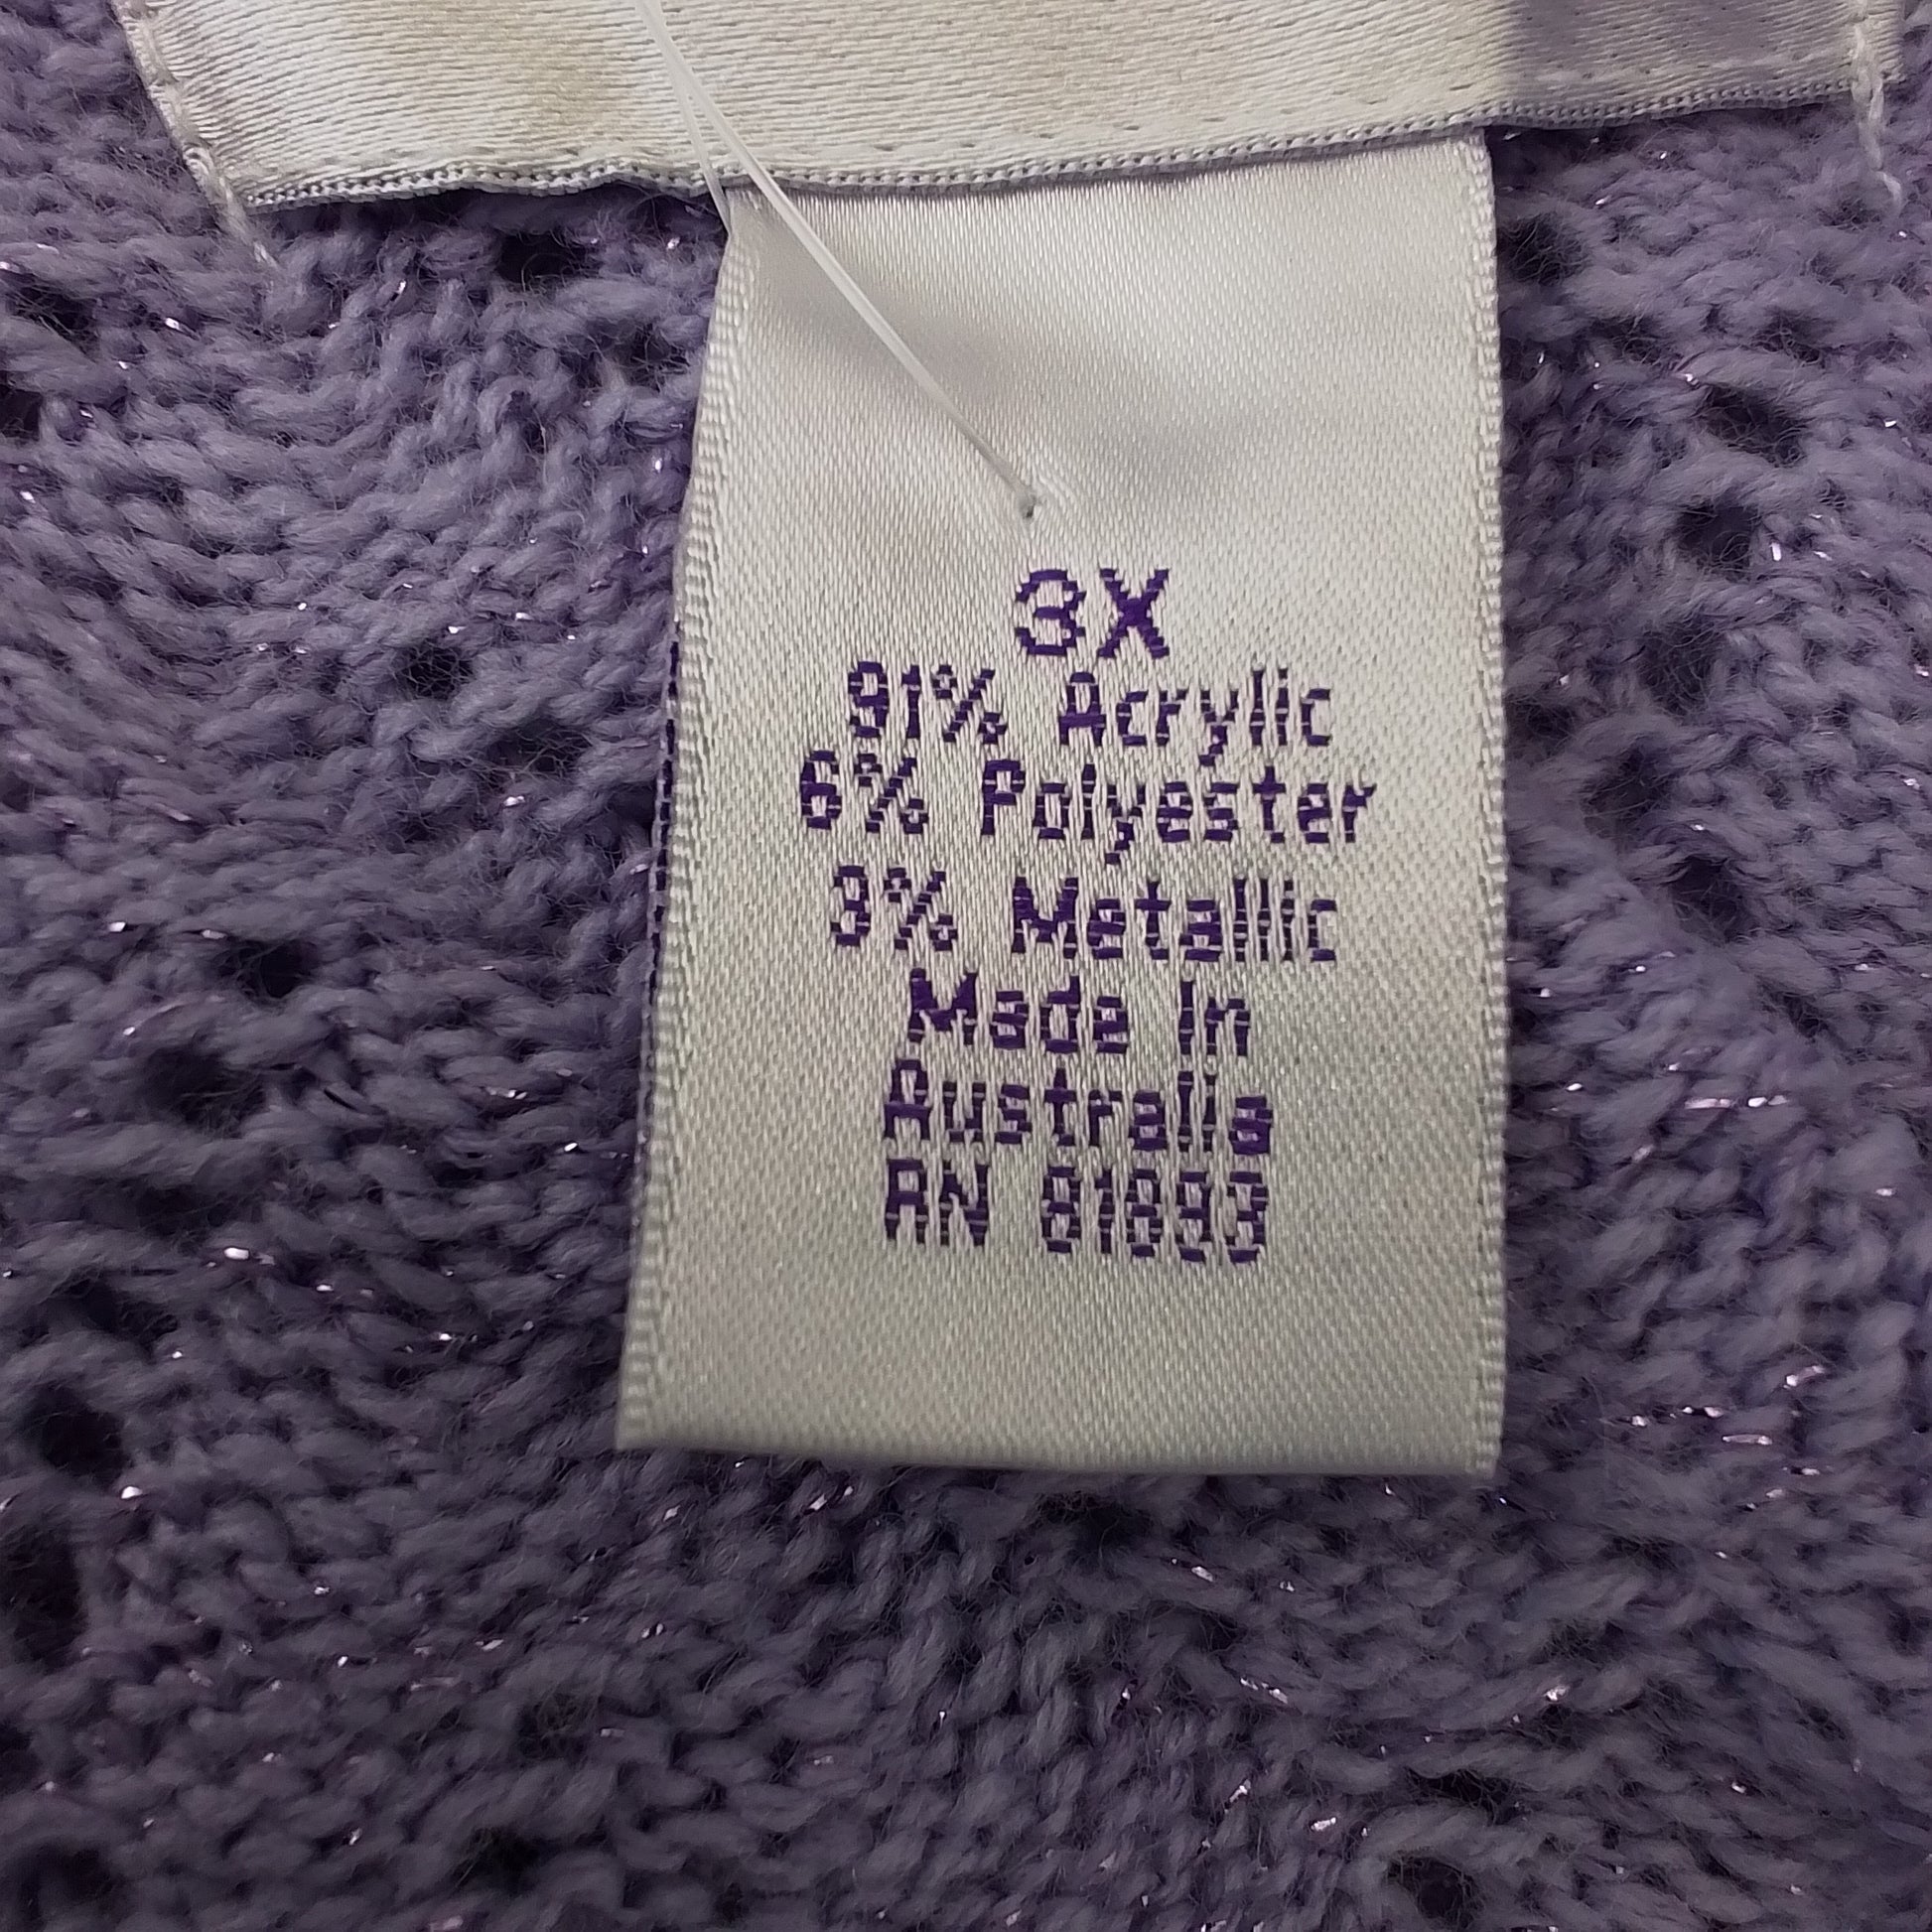 3X
91% Acrylic
6% Polyester
3% Metallic
Made In
Australia
RN 81893